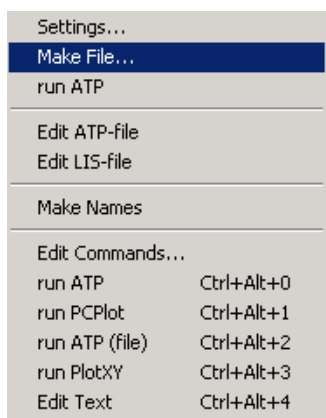 Settings...
Make File...
run ATP
Edit ATP-file
Edit LIS-file
Make Names
Edit Commands...
run ATP Ctrl+Alt+0
run PCPlot Ctrl+Alt+1
run ATP (file) Ctrl+Alt+2
run PlotXY Ctrl+Alt+3
Edit Text Ctrl+Alt+4